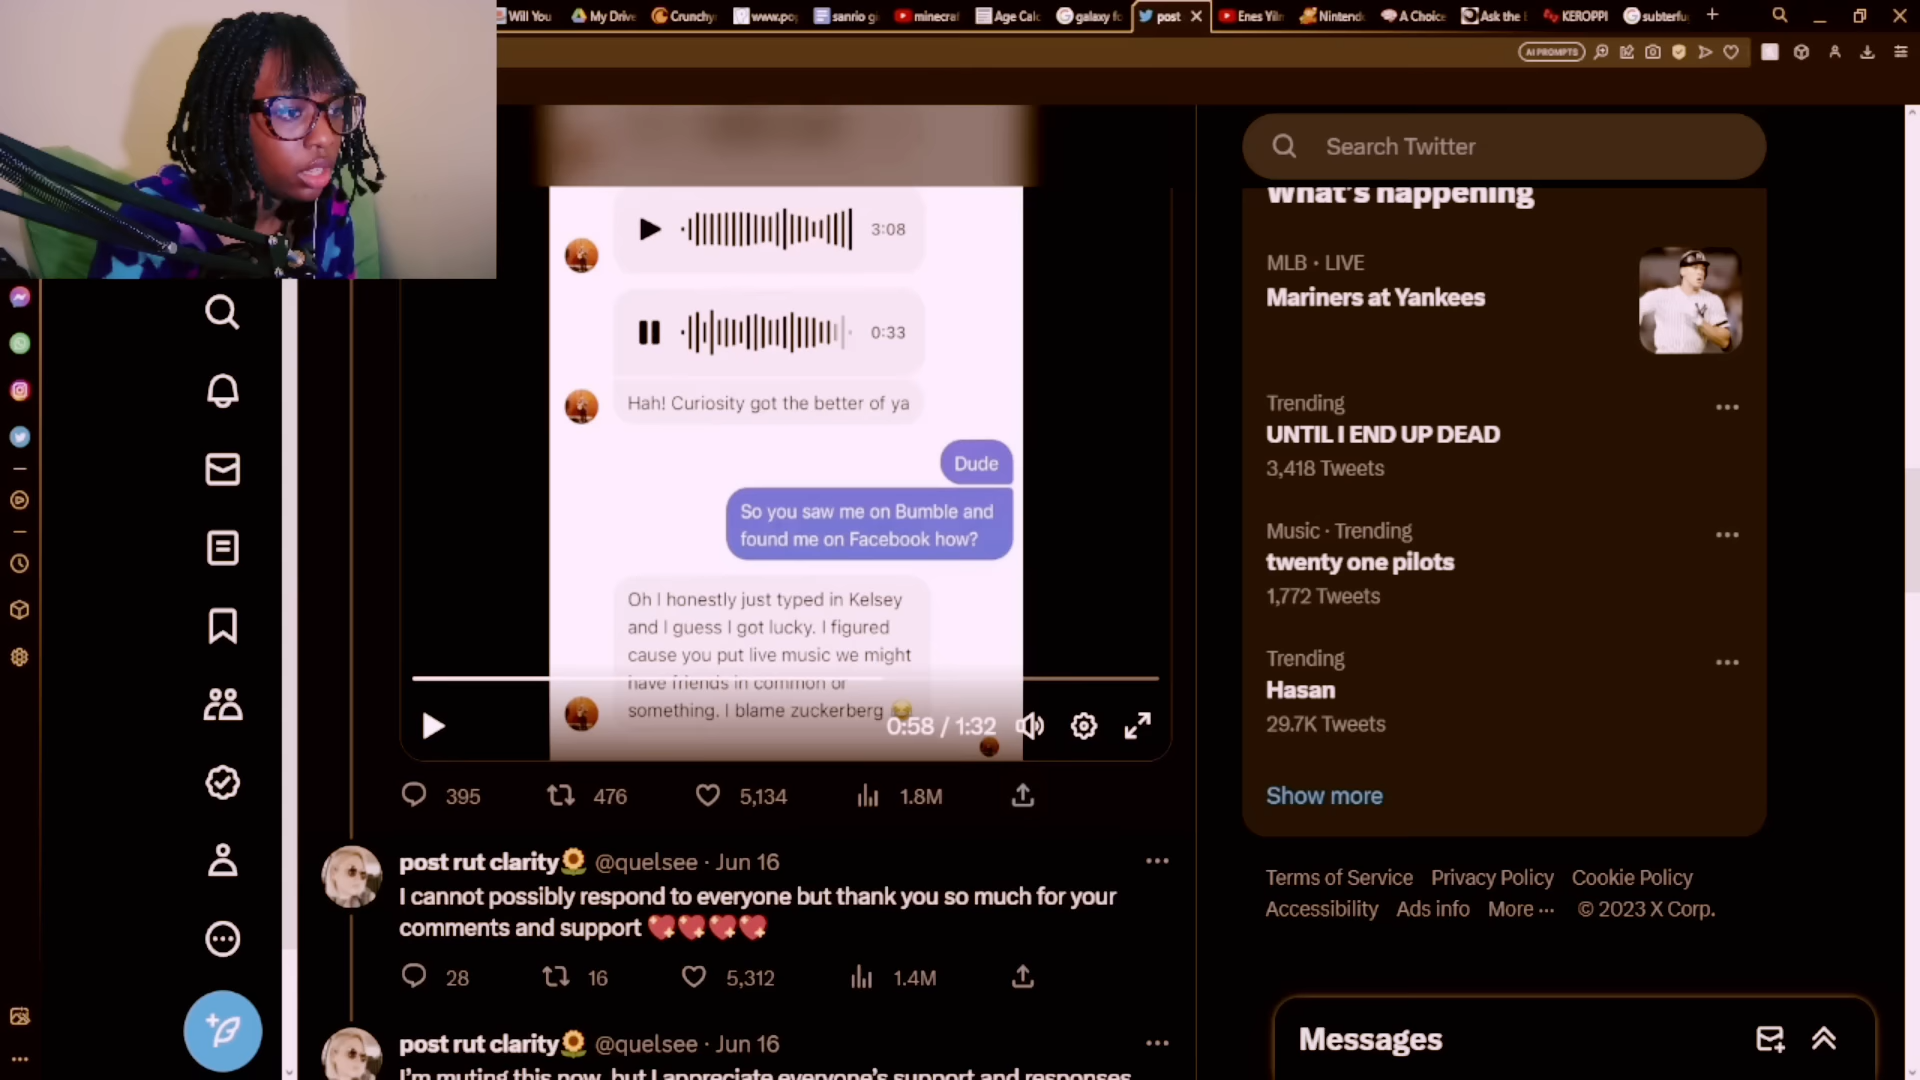 Will You
My Drive
Crunchy
www.po
sanrio gi
minecraf
Age Calc
galaxy fo
post
Enes Yilm
Nintend
A Choice
Ask the
KEROPPI
subterfu
AI PROMPTS
Search Twitter
What's happening
MLB · LIVE
Mariners at Yankees
Trending
UNTIL I END UP DEAD
3,418 Tweets
Music · Trending
twenty one pilots
1,772 Tweets
Trending
Hasan
29.7K Tweets
Show more
Terms of Service Privacy Policy Cookie Policy
Accessibility Ads info More ··· © 2023 X Corp.
Messages
3:08
0:33
Hah! Curiosity got the better of ya
Dude
So you saw me on Bumble and
found me on Facebook how?
Oh I honestly just typed in Kelsey
and I guess I got lucky. I figured
cause you put live music we might
have friends in common or
something. I blame zuckerberg 😂
0:58 / 1:32
395 476 5,134 1.8M
post rut clarity🌻 @quelsee · Jun 16
I cannot possibly respond to everyone but thank you so much for your
comments and support 💖💖💖💖
28 16 5,312 1.4M
post rut clarity🌻 @quelsee · Jun 16
I'm muting this now, but I appreciate everyone's support and responses